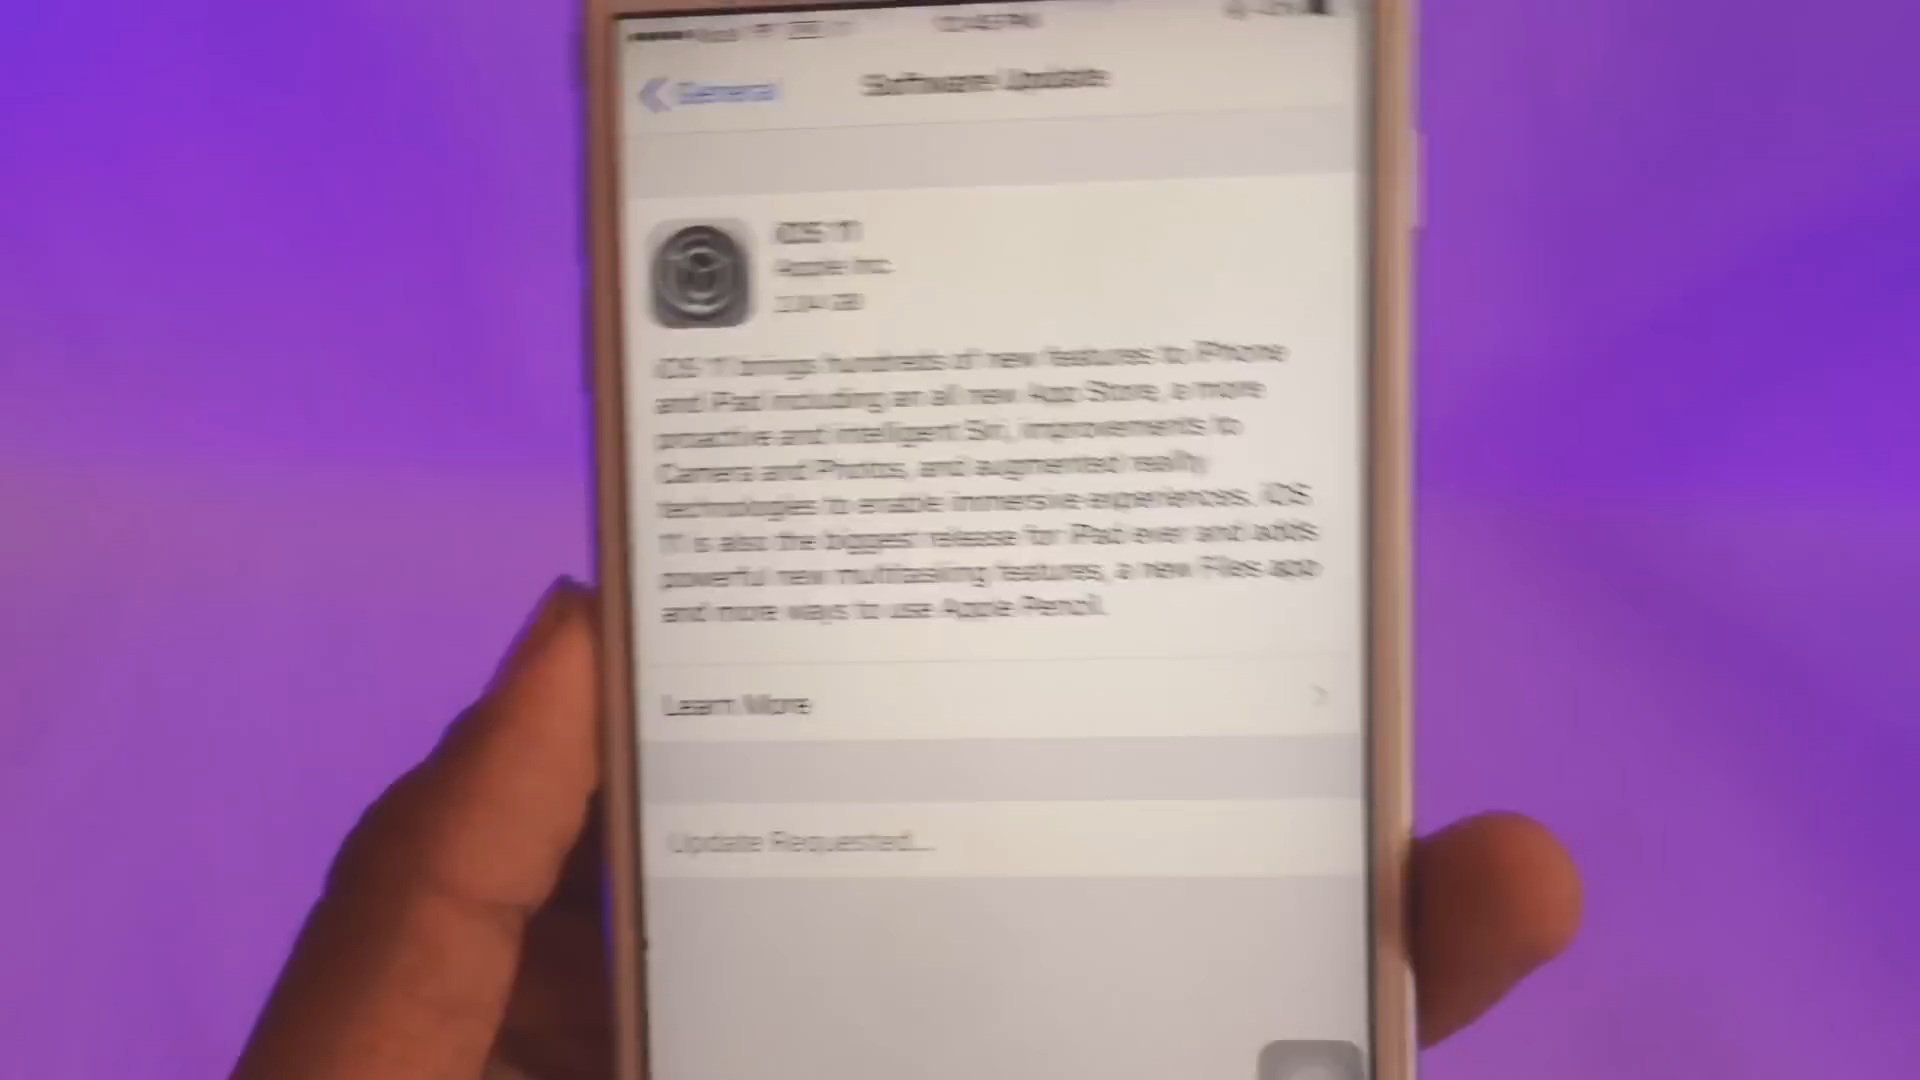 General
Software Update
iOS 11
Apple Inc.
iOS 11 brings hundreds of new features to iPhone
and iPad including an all new App Store, a more
proactive and intelligent Siri, improvements to
Camera and Photos, and augmented reality
technologies to enable immersive experiences. iOS
11 is also the biggest release for iPad ever and adds
powerful new multitasking features, a new Files app
and more ways to use Apple Pencil.
Learn More
Update Requested...